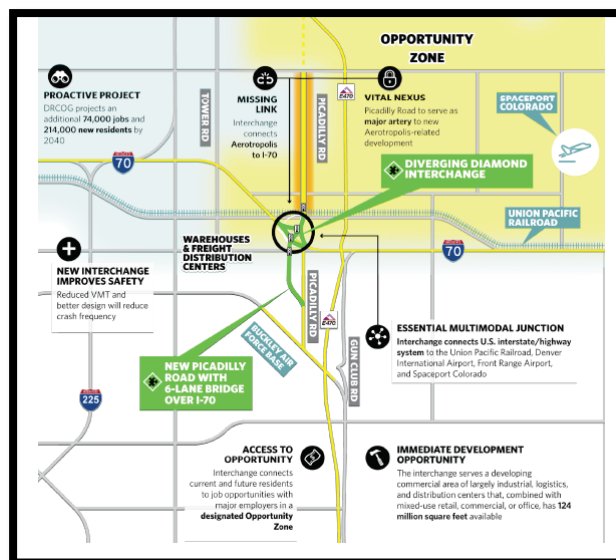 OPPORTUNITY
ZONE
PROACTIVE PROJECT
DRCOG projects an
additional 74,000 jobs and
214,000 new residents by
2040
TOWER RD
MISSING
LINK
Interchange
connects
Aerotropolis
to I-70
PICADILLY RD
E470
VITAL NEXUS
Picadilly Road to serve as
major artery to new
Aerotropolis-related
development
SPACEPORT
COLORADO
70
DIVERGING DIAMOND
INTERCHANGE
UNION PACIFIC
RAILROAD
WAREHOUSES
& FREIGHT
DISTRIBUTION
CENTERS
70
NEW INTERCHANGE
IMPROVES SAFETY
Reduced VMT and
better design will reduce
crash frequency
PICADILLY RD
E470
BUCKLEY AIR
FORCE BASE
GUN CLUB RD
ESSENTIAL MULTIMODAL JUNCTION
Interchange connects U.S. interstate/highway
system to the Union Pacific Railroad, Denver
International Airport, Front Range Airport,
and Spaceport Colorado
NEW PICADILLY
ROAD WITH
6-LANE BRIDGE
OVER I-70
225
ACCESS TO
OPPORTUNITY
Interchange connects
current and future residents
to job opportunities with
major employers in a
designated Opportunity
Zone
IMMEDIATE DEVELOPMENT
OPPORTUNITY
The interchange serves a developing
commercial area of largely industrial, logistics,
and distribution centers that, combined with
mixed-use retail, commercial, or office, has 124
million square feet available